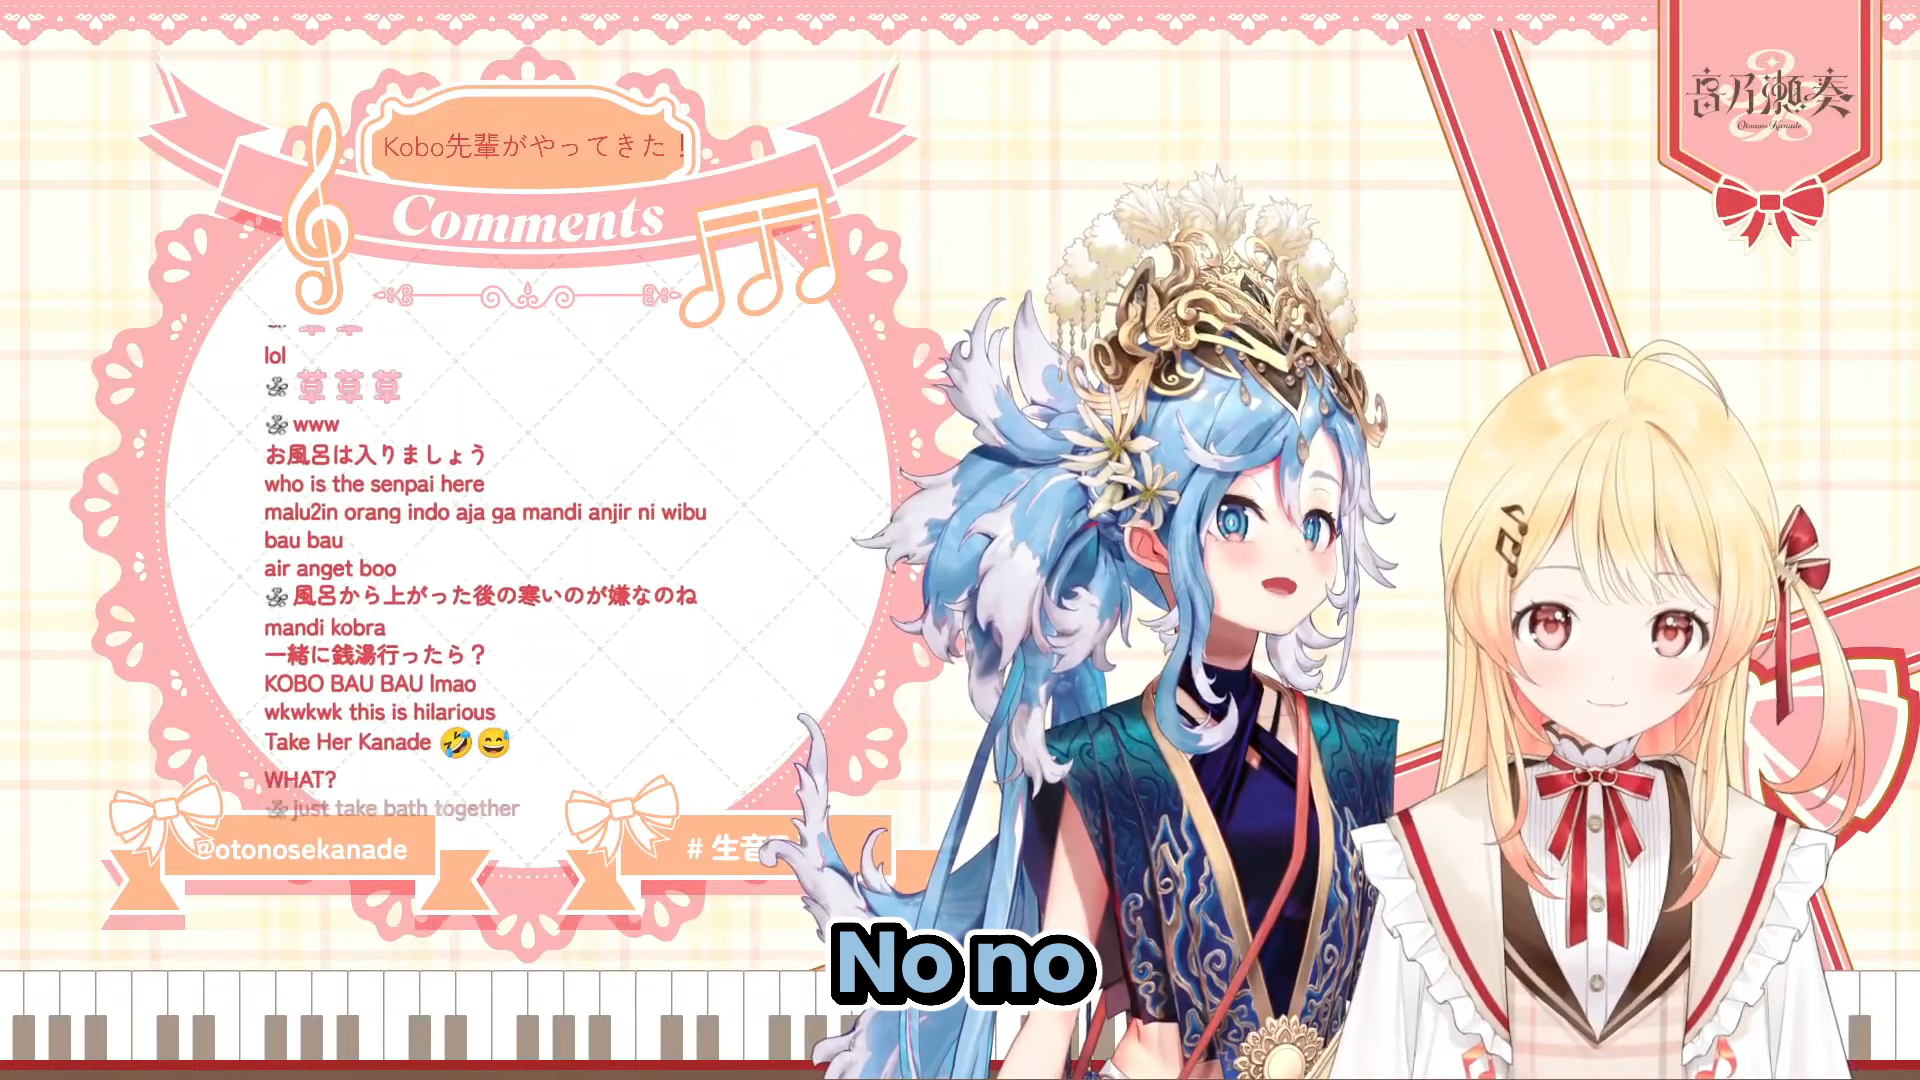 Kobo先輩がやってきた！
Comments
lol
草 草 草
www
お風呂は入りましょう
who is the senpai here
malu2in orang indo aja ga mandi anjir ni wibu
bau bau
air anget boo
風呂から上がった後の寒いのが嫌なのね
mandi kobra
一緒に銭湯行ったら？
KOBO BAU BAU lmao
wkwkwk this is hilarious
Take Her Kanade 🤣😅
WHAT?
just take bath together
@otonosekanade
# 生音
音乃瀬奏
Otonose Kanade
No no